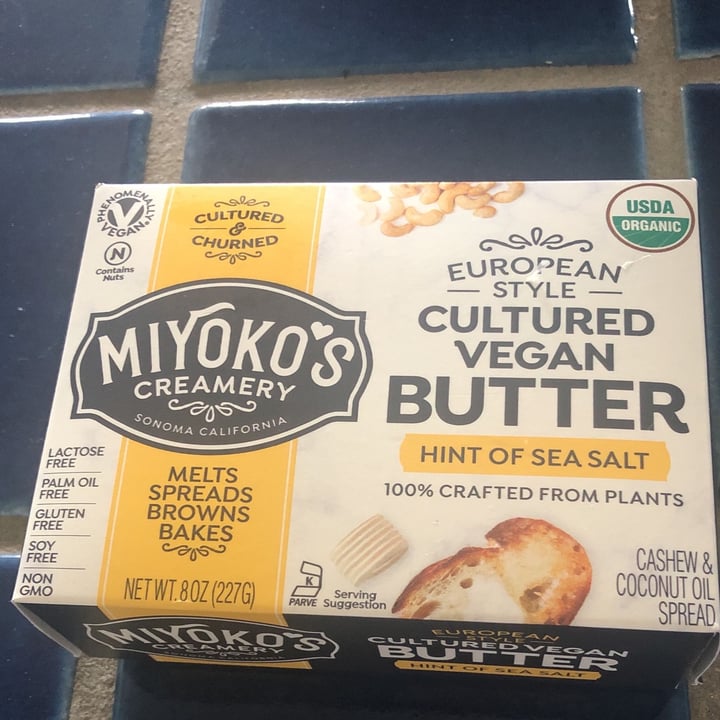 PHENOMENALLY
VEGAN
V
N
Contains
Nuts
CULTURED
&
CHURNED
MIYOKO'S
CREAMERY
SONOMA CALIFORNIA
LACTOSE
FREE
PALM OIL
FREE
GLUTEN
FREE
SOY
FREE
NON
GMO
MELTS
SPREADS
BROWNS
BAKES
NET WT. 8 OZ (227G)
USDA
ORGANIC
EUROPEAN
STYLE
CULTURED
VEGAN
BUTTER
HINT OF SEA SALT
100% CRAFTED FROM PLANTS
K
PARVE
Serving
Suggestion
CASHEW &
COCONUT OIL
SPREAD
MIYOKO'S
CREAMERY
EUROPEAN
STYLE
CULTURED VEGAN
BUTTER
HINT OF SEA SALT